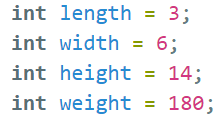 int length = 3;
int width = 6;
int height = 14;
int weight = 180;